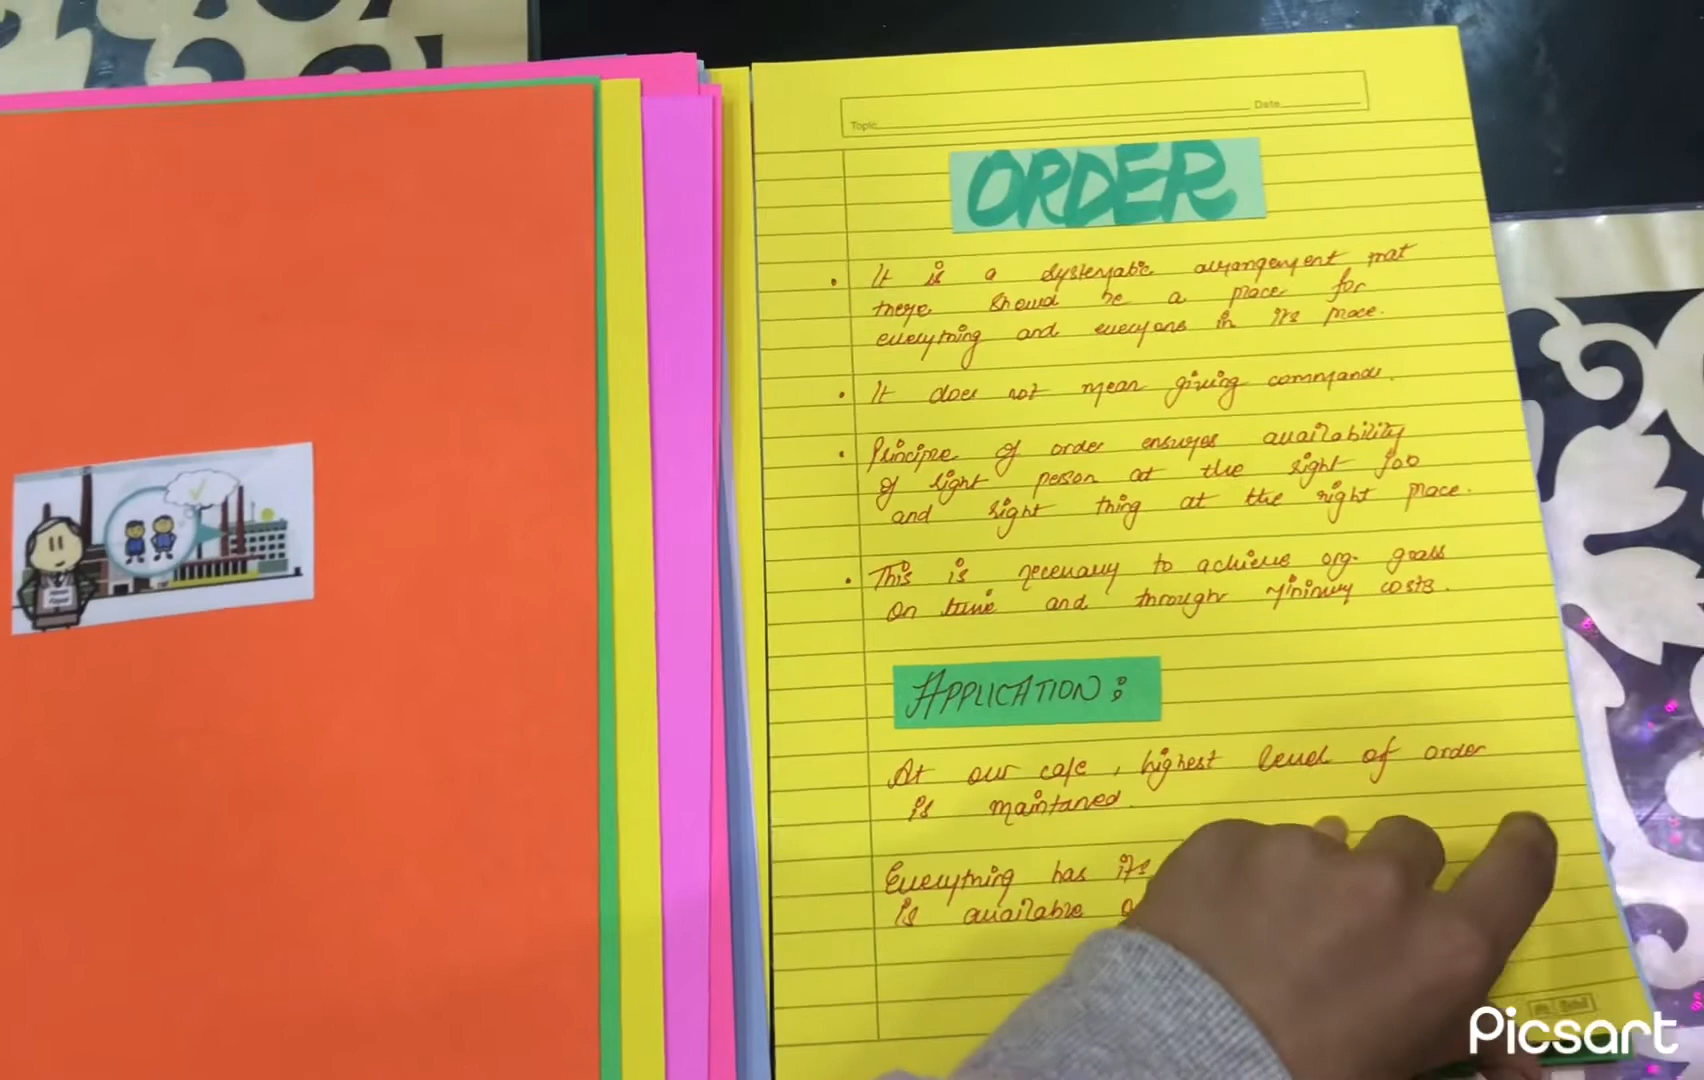 Topic
Date
ORDER
• It is a systematic arrangement that
there should be a place for
everything and everyone in its place.
• It does not mean giving commands.
• Principle of order ensures availability
of right person at the right job
and right thing at the right place.
• This is necessary to achieve org. goals
on time and through minimum costs.
APPLICATION :
At our cafe, highest level of order
is maintaned.
Everything has its
is available
Picsart